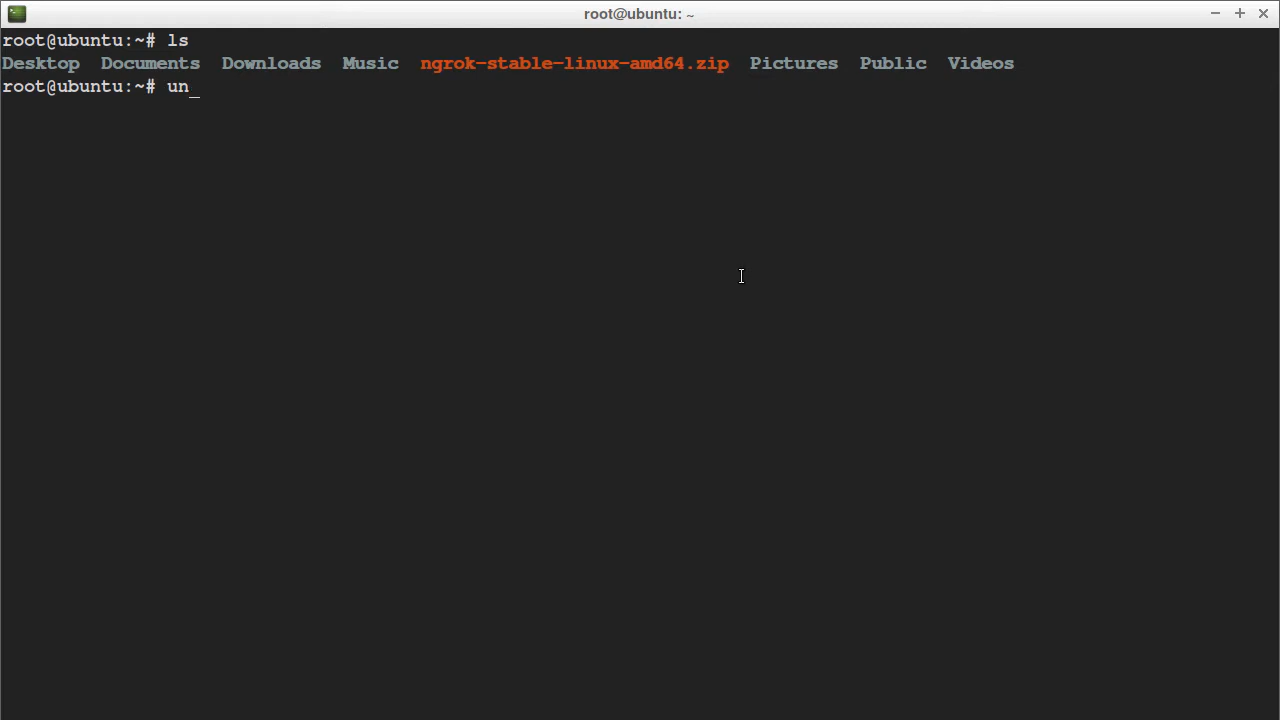 root@ubuntu: ~
root@ubuntu:~# ls
Desktop Documents Downloads Music ngrok-stable-linux-amd64.zip Pictures Public Videos
root@ubuntu:~# un_